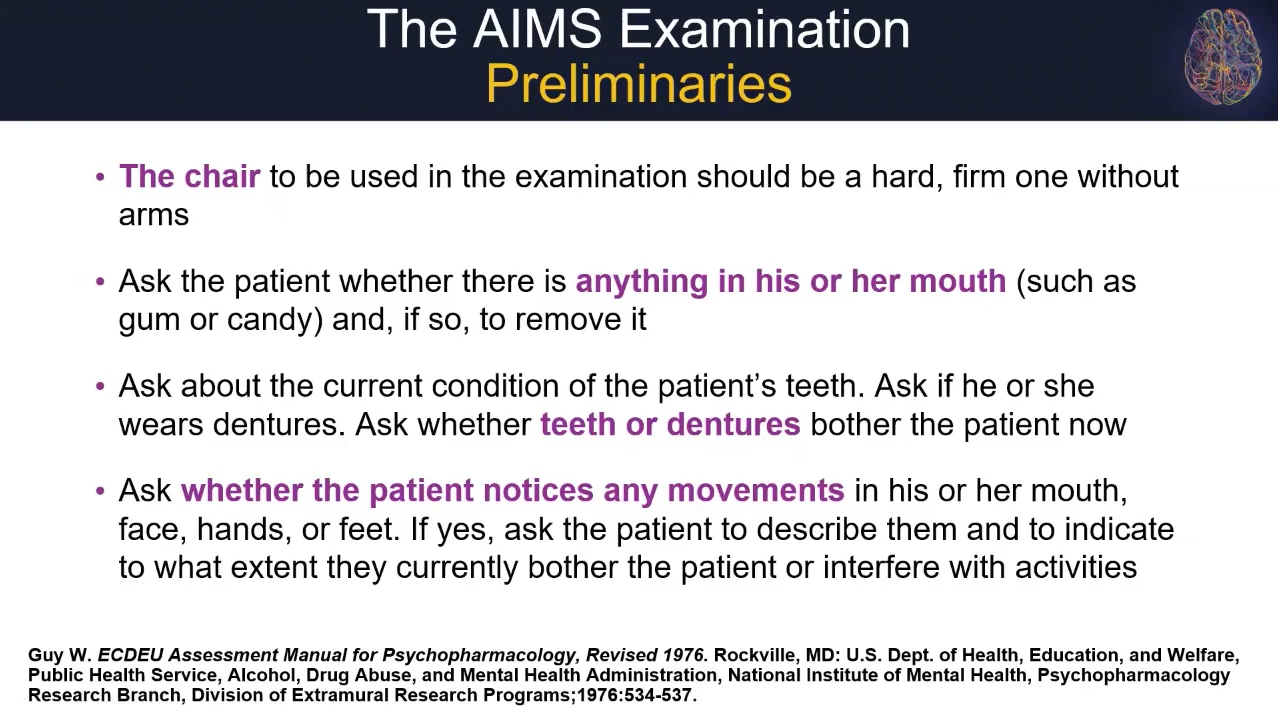 The AIMS Examination
Preliminaries
• The chair to be used in the examination should be a hard, firm one without
arms
• Ask the patient whether there is anything in his or her mouth (such as
gum or candy) and, if so, to remove it
• Ask about the current condition of the patient’s teeth. Ask if he or she
wears dentures. Ask whether teeth or dentures bother the patient now
• Ask whether the patient notices any movements in his or her mouth,
face, hands, or feet. If yes, ask the patient to describe them and to indicate
to what extent they currently bother the patient or interfere with activities
Guy W. ECDEU Assessment Manual for Psychopharmacology, Revised 1976. Rockville, MD: U.S. Dept. of Health, Education, and Welfare,
Public Health Service, Alcohol, Drug Abuse, and Mental Health Administration, National Institute of Mental Health, Psychopharmacology
Research Branch, Division of Extramural Research Programs;1976:534-537.